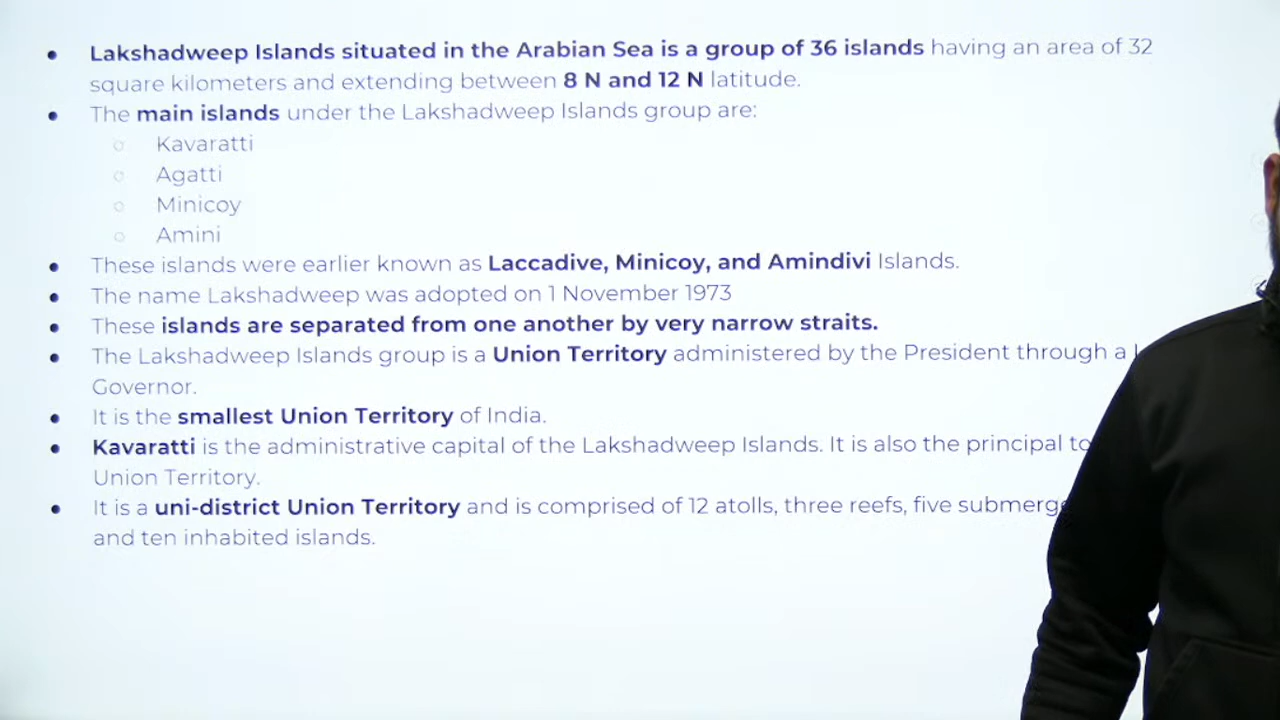 Lakshadweep Islands situated in the Arabian Sea is a group of 36 islands having an area of 32
square kilometers and extending between 8 N and 12 N latitude.
The main islands under the Lakshadweep Islands group are:
Kavaratti
Agatti
Minicoy
Amini
These islands were earlier known as Laccadive, Minicoy, and Amindivi Islands.
The name Lakshadweep was adopted on 1 November 1973
These islands are separated from one another by very narrow straits.
The Lakshadweep Islands group is a Union Territory administered by the President through a
Governor.
It is the smallest Union Territory of India.
Kavaratti is the administrative capital of the Lakshadweep Islands. It is also the principal
Union Territory.
It is a uni-district Union Territory and is comprised of 12 atolls, three reefs, five
and ten inhabited islands.